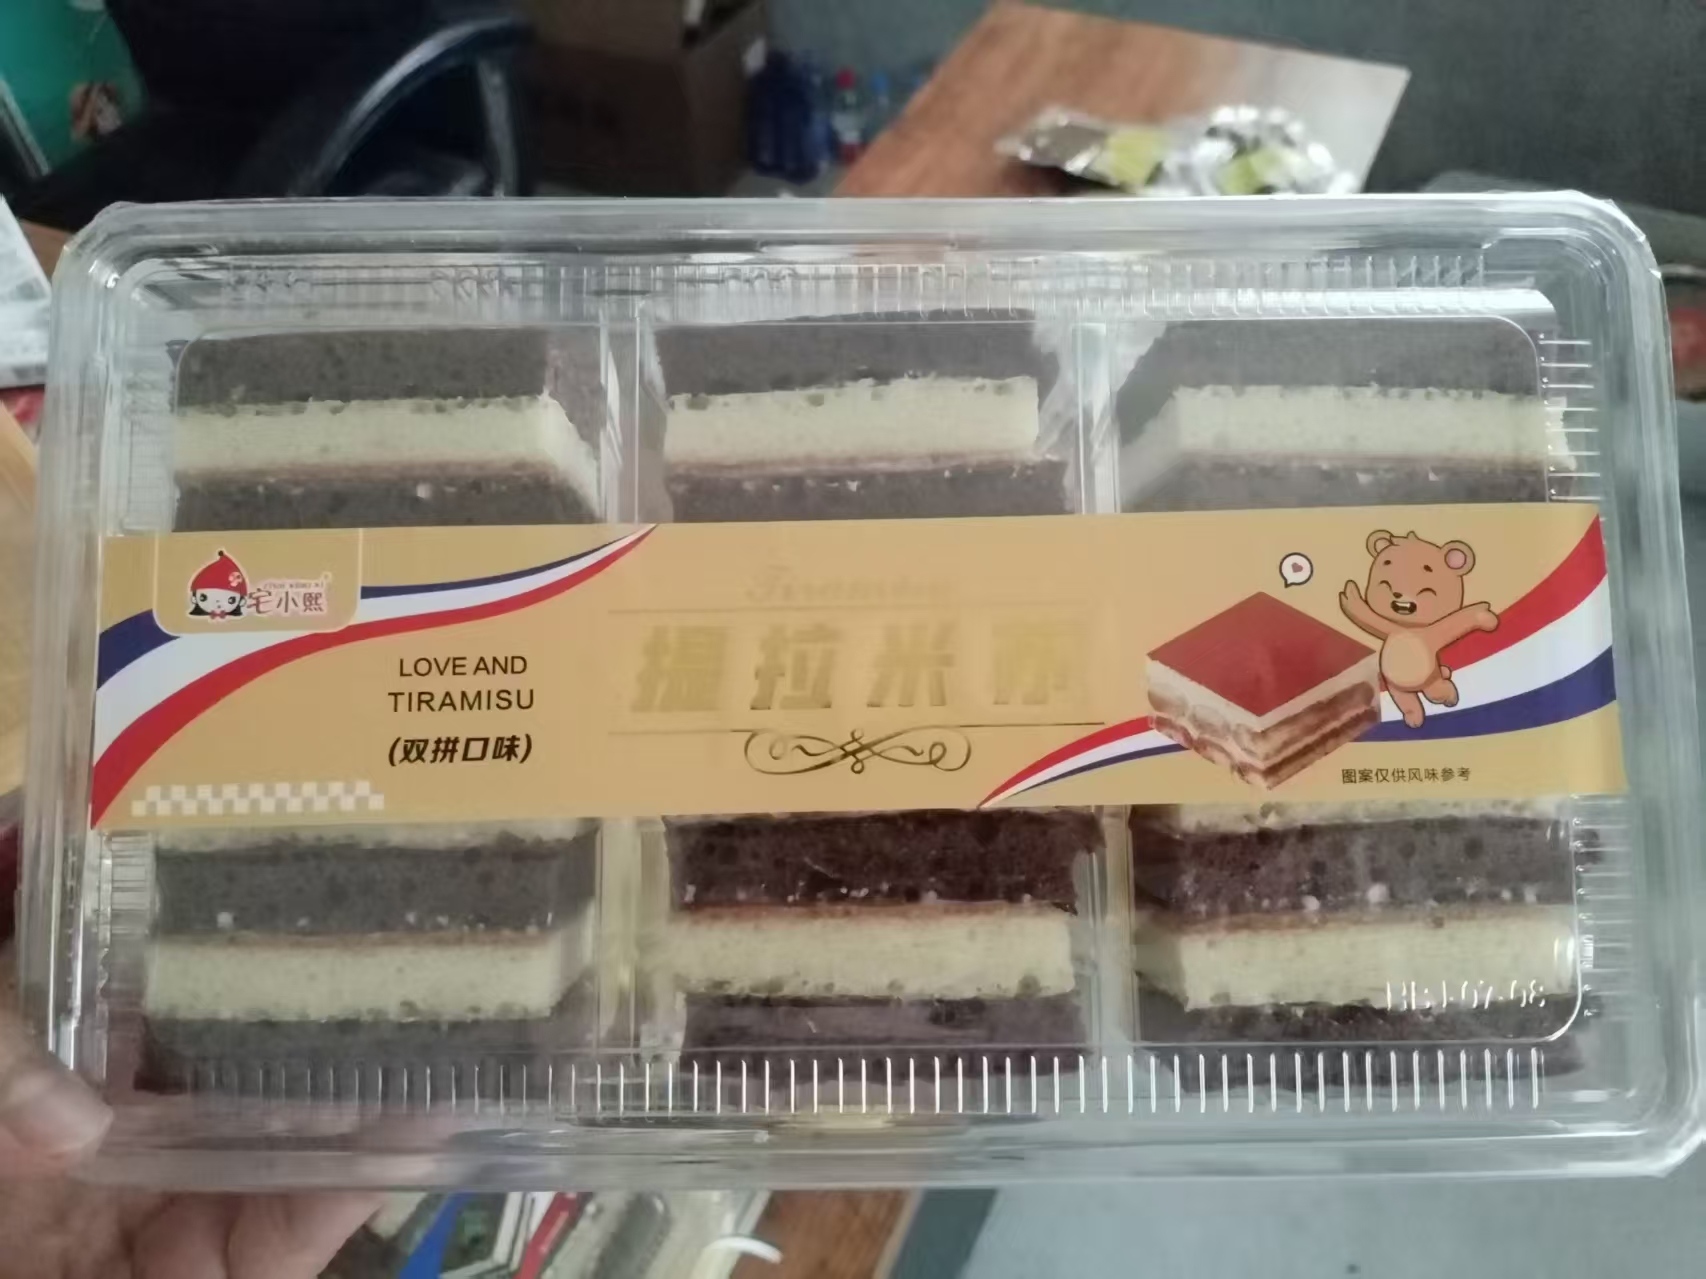 宅小熙
LOVE AND
TIRAMISU
(双拼口味)
Tiramisu
提拉米苏
图案仅供风味参考